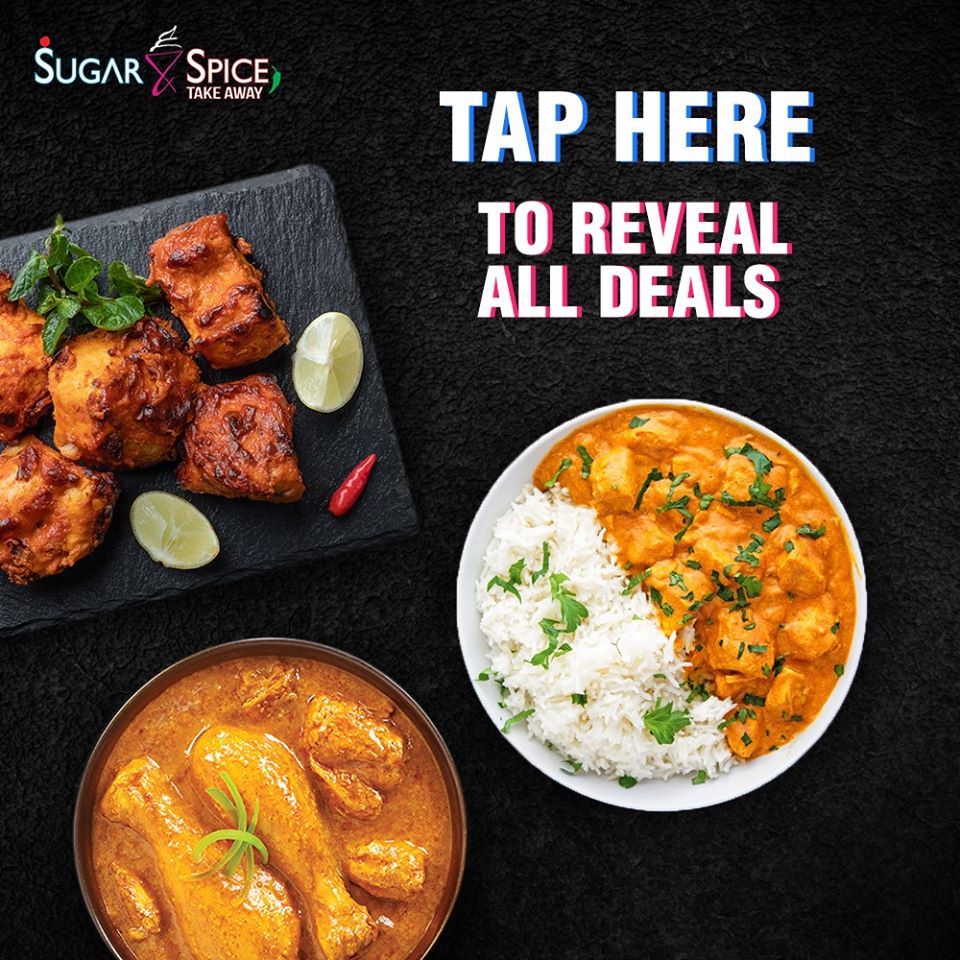 SUGAR & SPICE
TAKE AWAY
TAP HERE
TO REVEAL
ALL DEALS